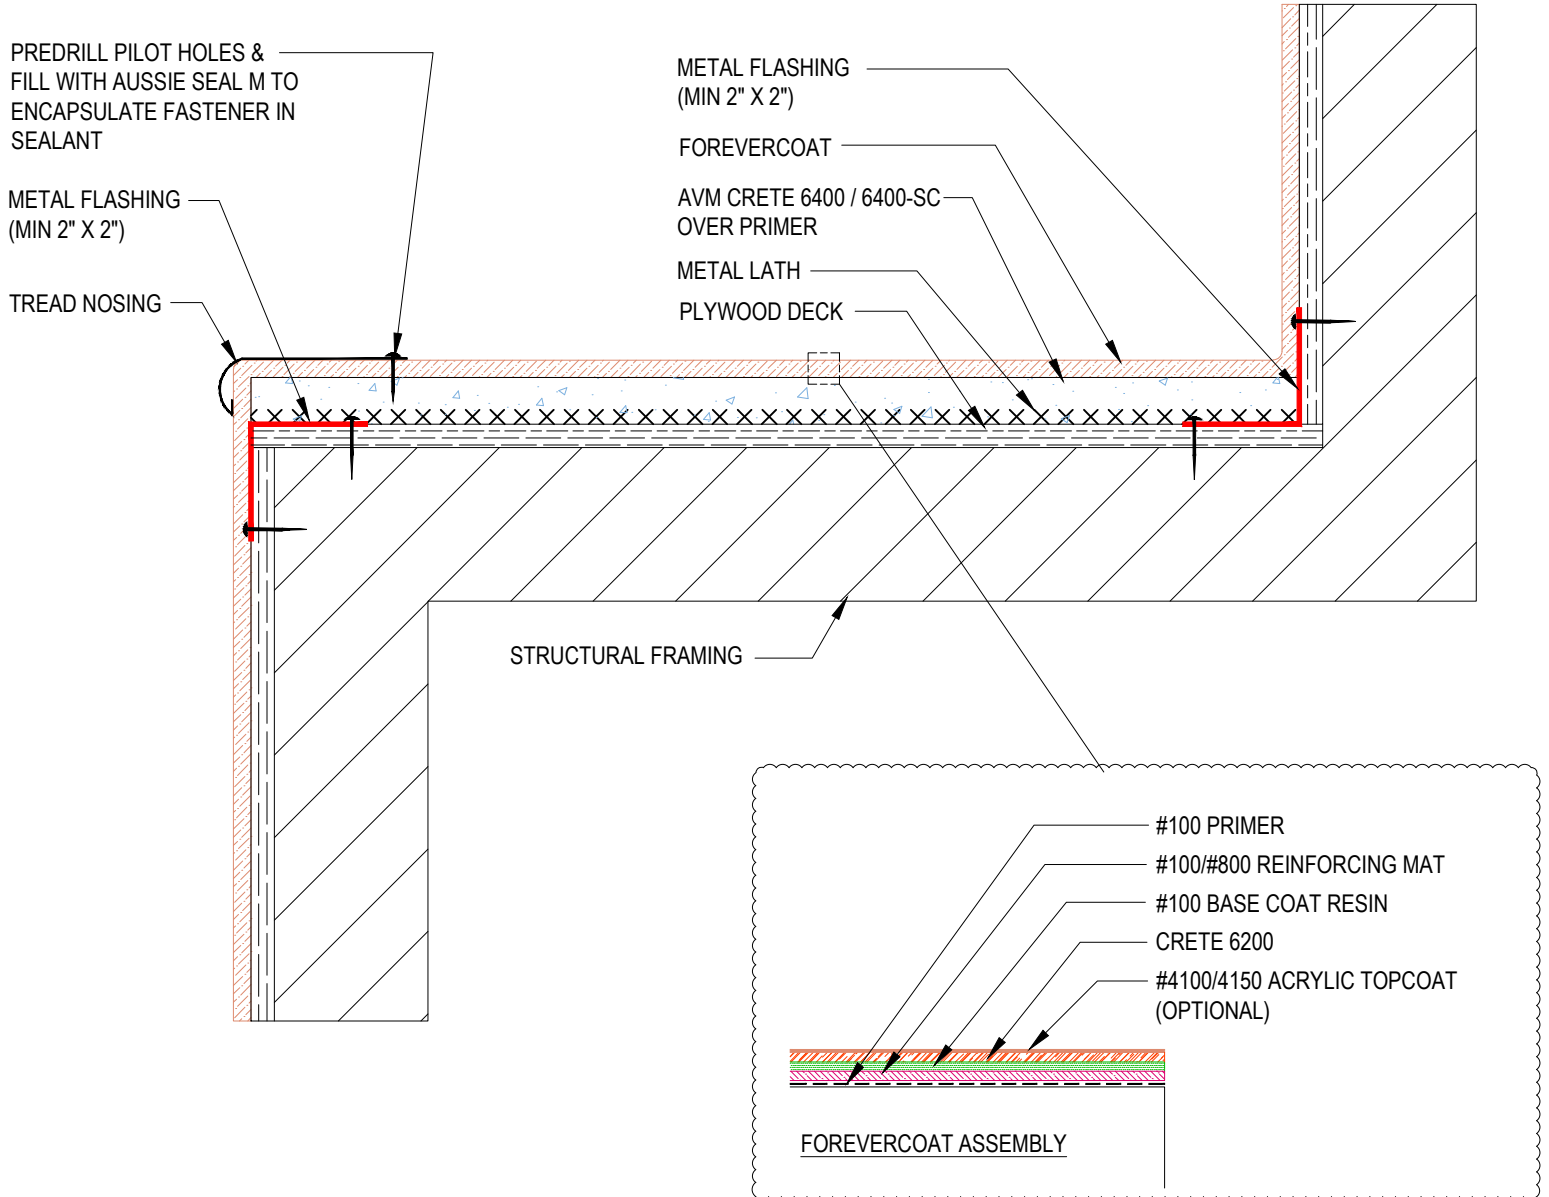 PREDRILL PILOT HOLES &
FILL WITH AUSSIE SEAL M TO
ENCAPSULATE FASTENER IN
SEALANT
METAL FLASHING
(MIN 2" X 2")
TREAD NOSING
METAL FLASHING
(MIN 2" X 2")
FOREVERCOAT
AVM CRETE 6400 / 6400-SC
OVER PRIMER
METAL LATH
PLYWOOD DECK
STRUCTURAL FRAMING
#100 PRIMER
#100/#800 REINFORCING MAT
#100 BASE COAT RESIN
CRETE 6200
#4100/4150 ACRYLIC TOPCOAT
(OPTIONAL)
FOREVERCOAT ASSEMBLY